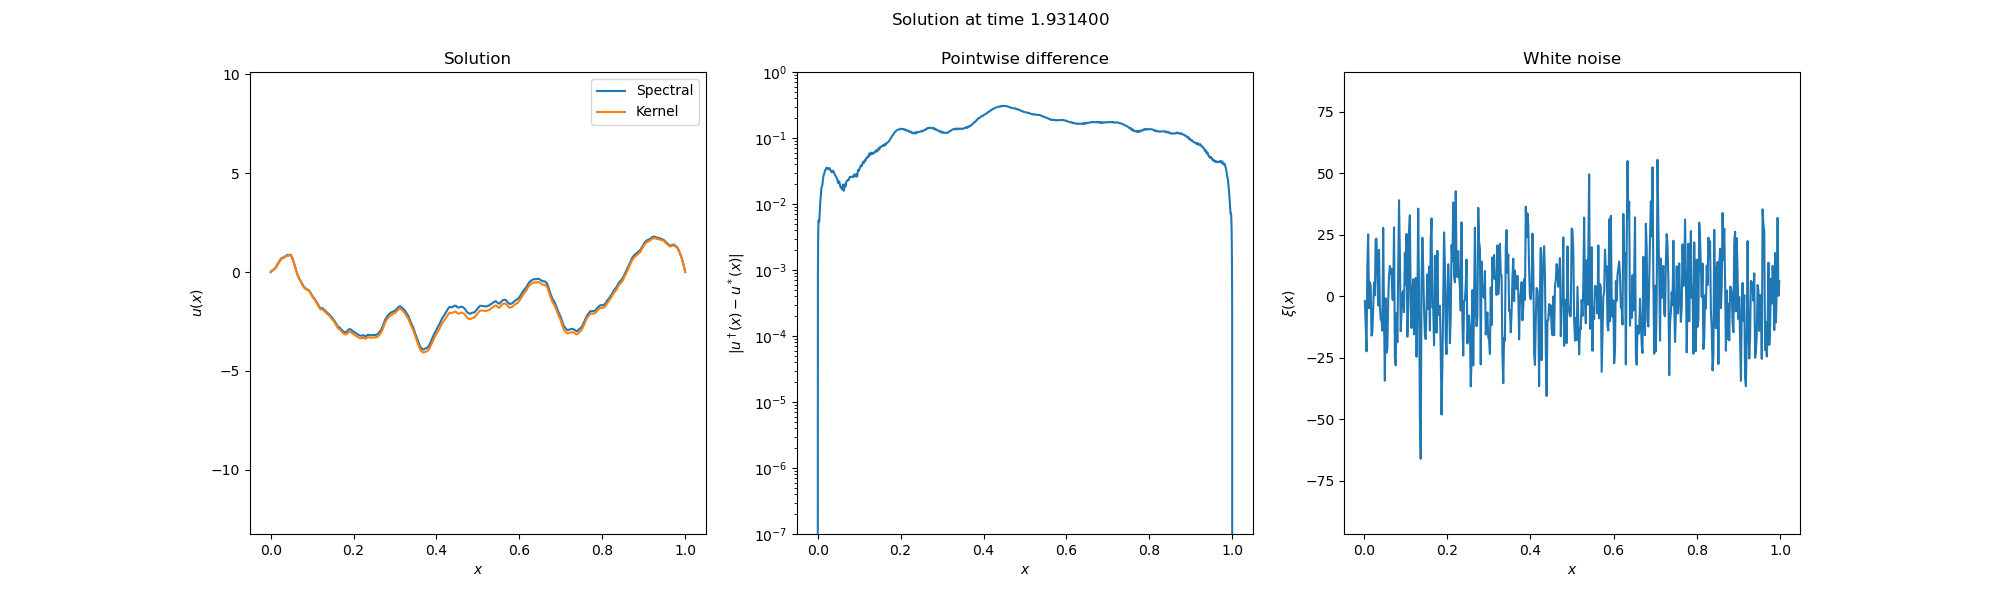 Solution at time 1.931400
Solution
10
5
0
−5
−10
u(x)
0.0 0.2 0.4 0.6 0.8 1.0
x
Spectral
Kernel
Pointwise difference
10⁰
10⁻¹
10⁻²
10⁻³
10⁻⁴
10⁻⁵
10⁻⁶
10⁻⁷
|u†(x) − u*(x)|
0.0 0.2 0.4 0.6 0.8 1.0
x
White noise
75
50
25
0
−25
−50
−75
ξ(x)
0.0 0.2 0.4 0.6 0.8 1.0
x